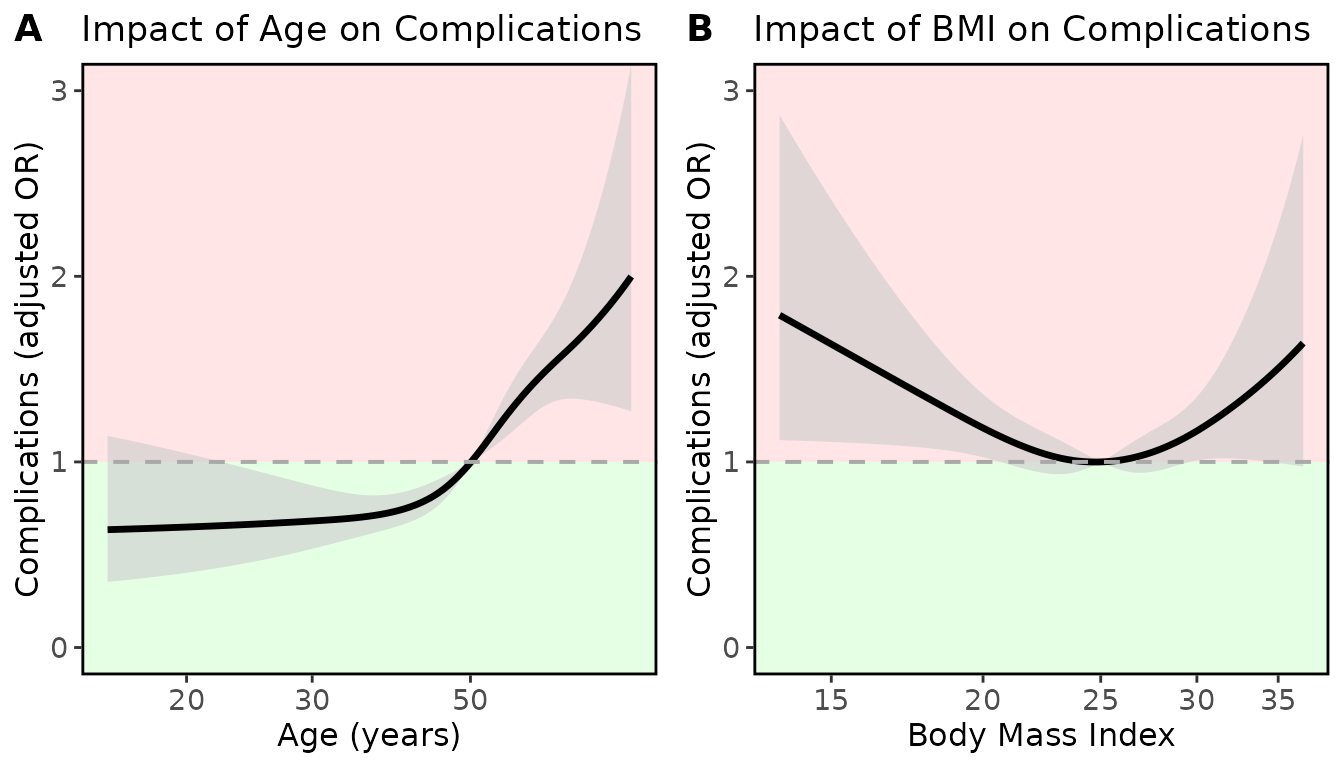 A Impact of Age on Complications
Complications (adjusted OR)
3
2
1
0
20 30 50
Age (years)
B Impact of BMI on Complications
Complications (adjusted OR)
3
2
1
0
15 20 25 30 35
Body Mass Index